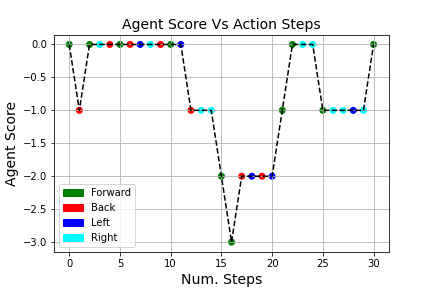 Agent Score Vs Action Steps
Agent Score
0.0
−0.5
−1.0
−1.5
−2.0
−2.5
−3.0
Forward
Back
Left
Right
0 5 10 15 20 25 30
Num. Steps